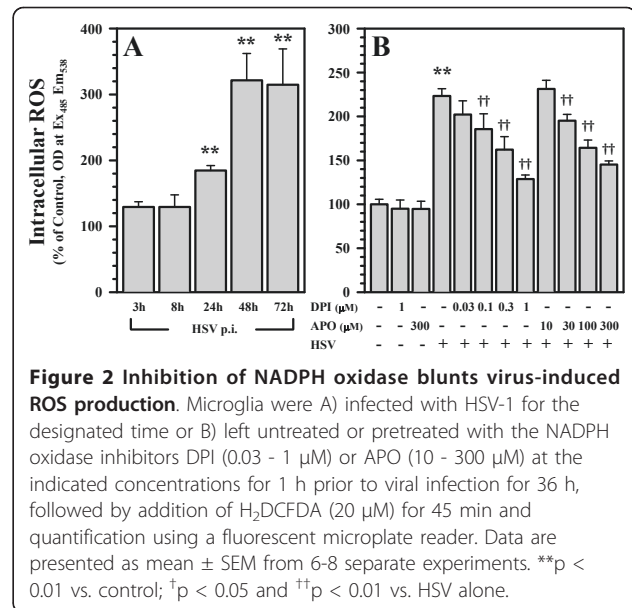 A
B
Intracellular ROS
(% of Control, OD at Ex485 Em538
400
300
200
100
0
**
**
**
3h 8h 24h 48h 72h
HSV p.i.
300
250
200
150
100
50
0
**
††
††
††
††
††
††
DPI (µM) - 1 - - 0.03 0.1 0.3 1 - - - -
APO (µM) - - 300 - - - - - 10 30 100 300
HSV - - - + + + + + + + + +
Figure 2 Inhibition of NADPH oxidase blunts virus-induced
ROS production. Microglia were A) infected with HSV-1 for the
designated time or B) left untreated or pretreated with the NADPH
oxidase inhibitors DPI (0.03 - 1 µM) or APO (10 - 300 µM) at the
indicated concentrations for 1 h prior to viral infection for 36 h,
followed by addition of H₂DCFDA (20 µM) for 45 min and
quantification using a fluorescent microplate reader. Data are
presented as mean ± SEM from 6-8 separate experiments. **p <
0.01 vs. control; †p < 0.05 and ††p < 0.01 vs. HSV alone.